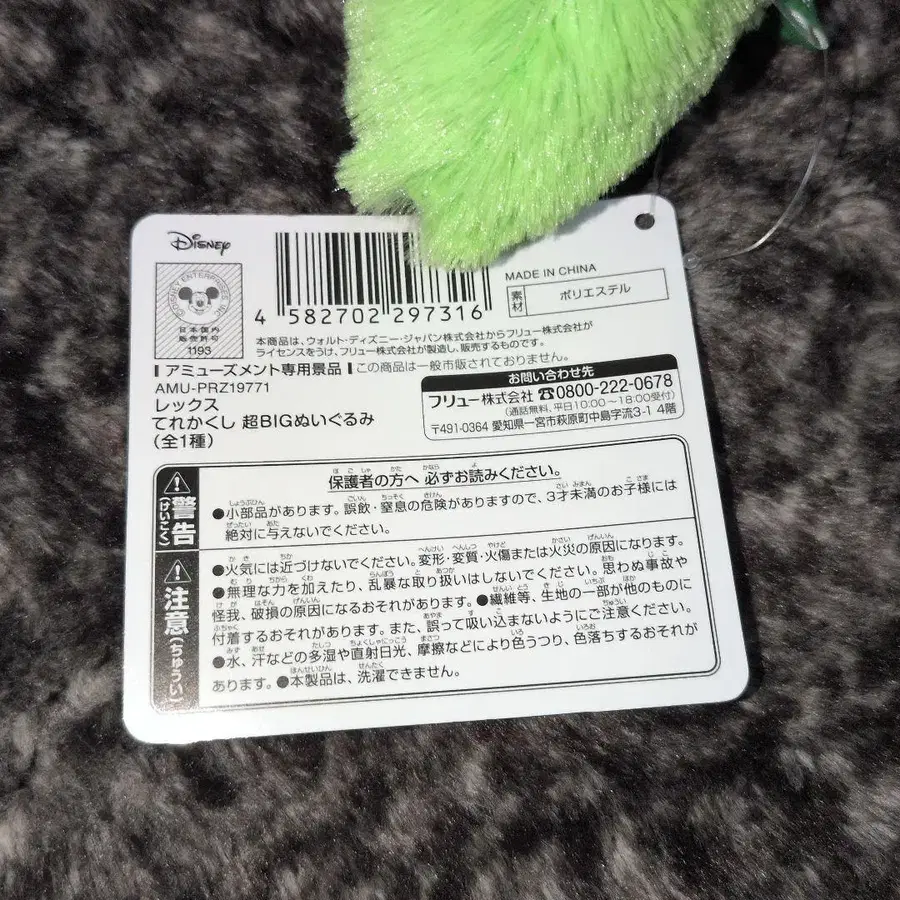 Disney
DISNEY ENTERPRISES, INC.
日本国内
販売許可
1193
4 582702 297316
MADE IN CHINA
素材 ポリエステル
本商品は、ウォルト・ディズニー・ジャパン株式会社からフリュー株式会社が
ライセンスをうけ、フリュー株式会社が製造し、販売するものです。
アミューズメント専用景品 この商品は一般市販されておりません。
AMU-PRZ19771
レックス
てれかくし 超BIGぬいぐるみ
(全1種)
お問い合わせ先
フリュー株式会社 ☎0800-222-0678
(通話無料、平日10:00～18:00受付)
〒491-0364 愛知県一宮市萩原町中島字流3-1 4階
⚠警告(けいこく)
保護者の方へ 必ずお読みください。
●小部品があります。誤飲・窒息の危険がありますので、3才未満のお子様には
絶対に与えないでください。
⚠注意(ちゅうい)
●火気には近づけないでください。変形・変質・火傷または火災の原因になります。
●無理な力を加えたり、乱暴な取り扱いはしないでください。思わぬ事故や
怪我、破損の原因になるおそれがあります。●繊維等、生地の一部が他のものに
付着するおそれがあります。また、誤って吸い込まないようにご注意ください。
●水、汗などの多湿や直射日光、摩擦などにより色うつり、色落ちするおそれが
あります。●本製品は、洗濯できません。